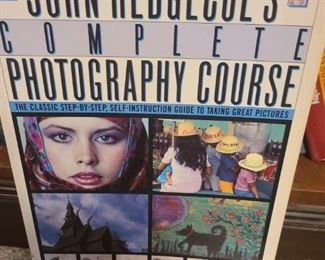 JOHN HEDGECOE'S
COMPLETE
PHOTOGRAPHY COURSE
THE CLASSIC STEP-BY-STEP, SELF-INSTRUCTION GUIDE TO TAKING GREAT PICTURES